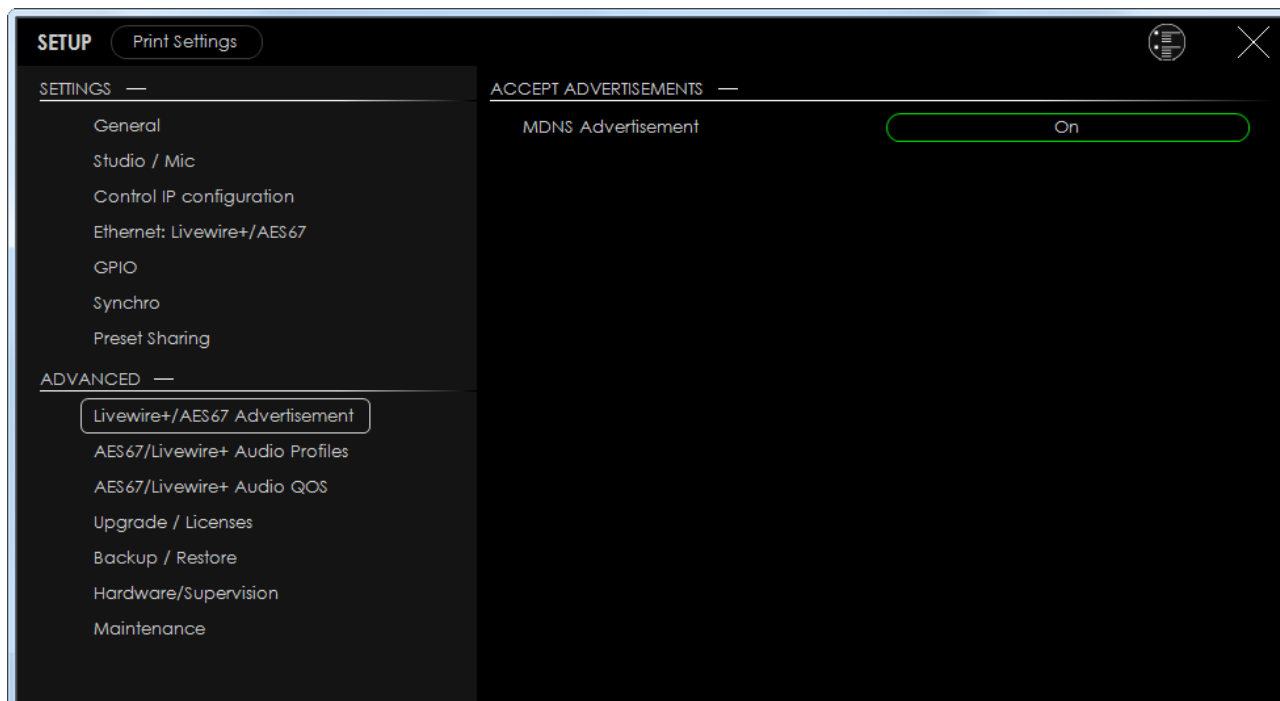 SETUP Print Settings
SETTINGS —
General
Studio / Mic
Control IP configuration
Ethernet: Livewire+/AES67
GPIO
Synchro
Preset Sharing
ADVANCED —
Livewire+/AES67 Advertisement
AES67/Livewire+ Audio Profiles
AES67/Livewire+ Audio QOS
Upgrade / Licenses
Backup / Restore
Hardware/Supervision
Maintenance
ACCEPT ADVERTISEMENTS —
MDNS Advertisement On